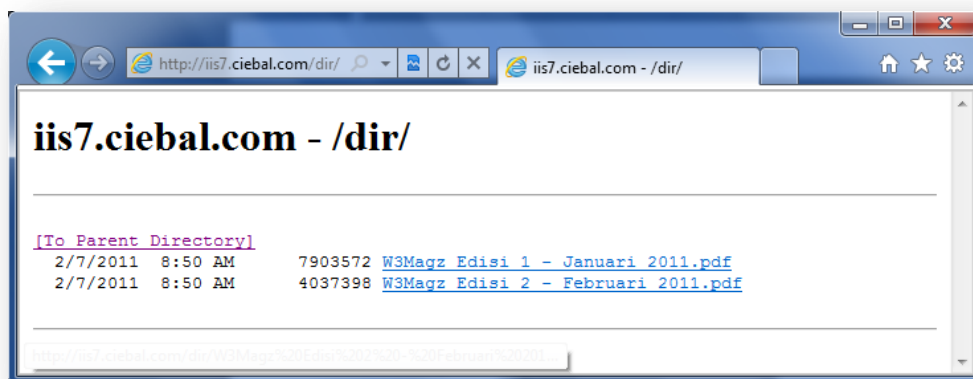 http://iis7.ciebal.com/dir/
iis7.ciebal.com - /dir/
iis7.ciebal.com - /dir/
[To Parent Directory]
2/7/2011 8:50 AM 7903572 W3Magz Edisi 1 - Januari 2011.pdf
2/7/2011 8:50 AM 4037398 W3Magz Edisi 2 - Februari 2011.pdf
http://iis7.ciebal.com/dir/W3Magz%20Edisi%202%20-%20Februari%20201...